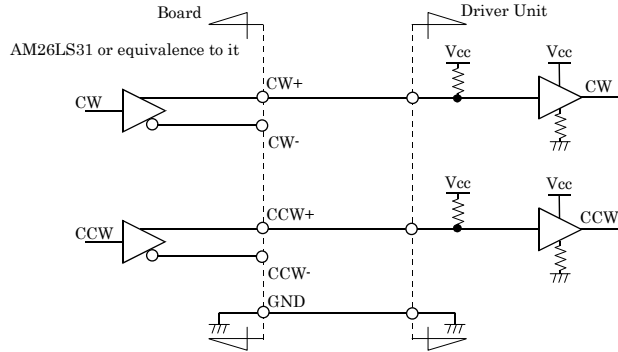 Board
Driver Unit
AM26LS31 or equivalence to it
Vcc
Vcc
CW
CW+
CW
CW-
Vcc
Vcc
CCW
CCW+
CCW
CCW-
GND